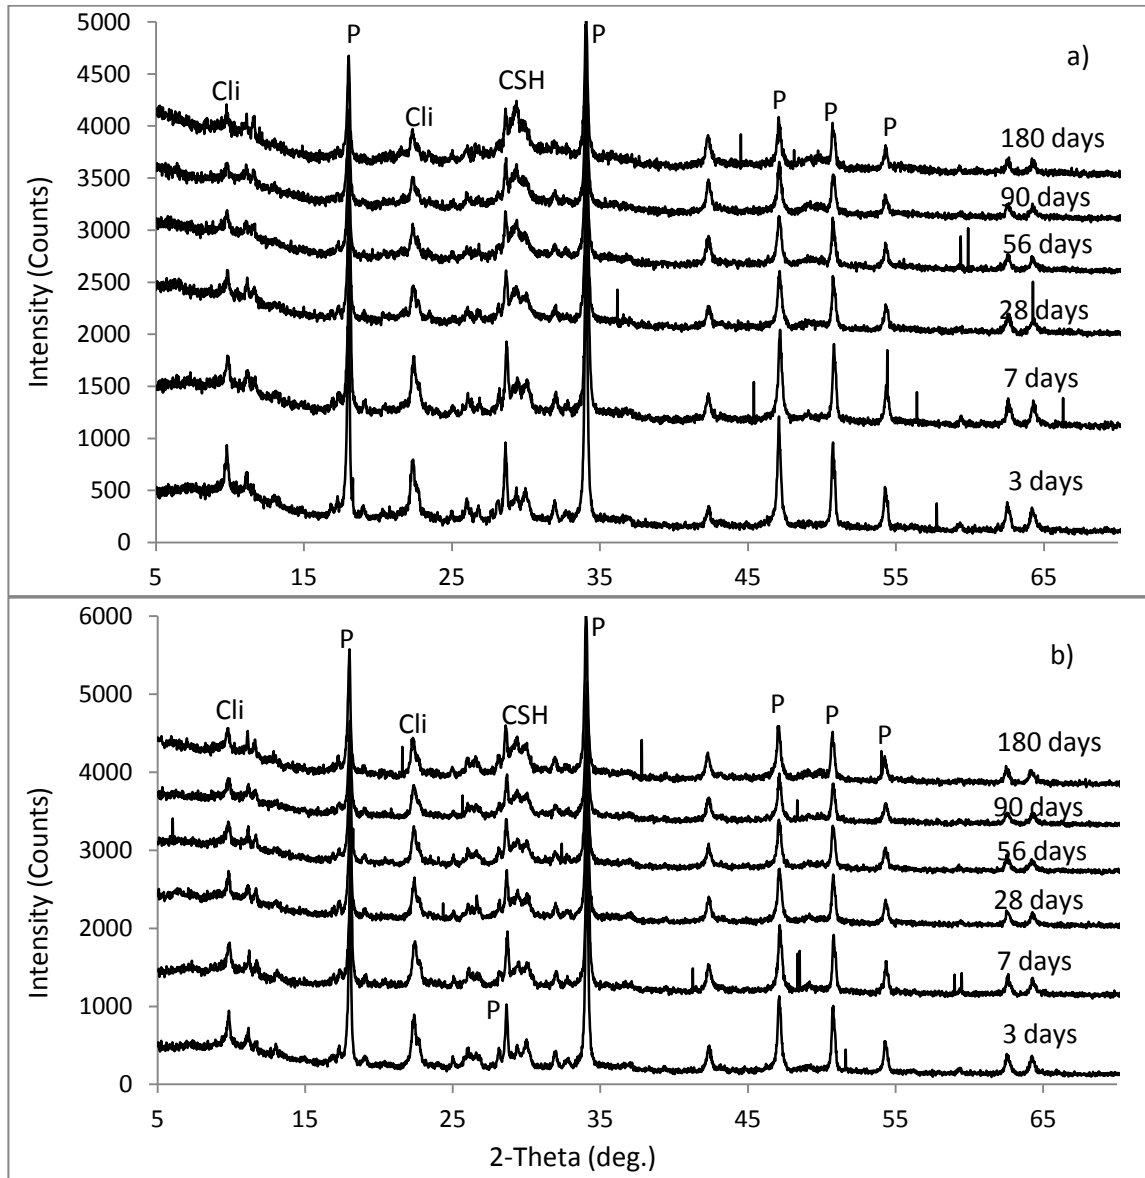 5000
4500
4000
3500
3000
2500
2000
1500
1000
500
0
Intensity (Counts)
a)
P
P
Cli
Cli
CSH
P
P
P
180 days
90 days
56 days
28 days
7 days
3 days
5 15 25 35 45 55 65
6000
5000
4000
3000
2000
1000
0
Intensity (Counts)
b)
P
P
Cli
Cli
CSH
P
P
P
180 days
90 days
56 days
28 days
7 days
P
3 days
5 15 25 35 45 55 65
2-Theta (deg.)